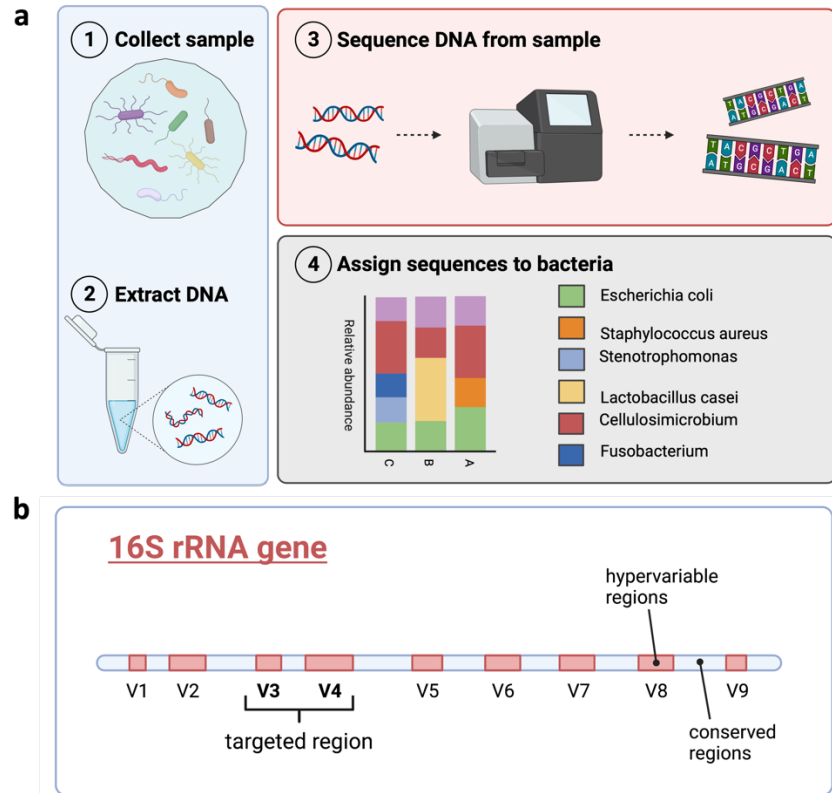 a
1 Collect sample
2 Extract DNA
3 Sequence DNA from sample
T A C G C T G A
A T G C G A C T
T A C G C T G A
A T G C G A C T
4 Assign sequences to bacteria
Relative abundance
C B A
Escherichia coli
Staphylococcus aureus
Stenotrophomonas
Lactobacillus casei
Cellulosimicrobium
Fusobacterium
b
16S rRNA gene
hypervariable
regions
V1 V2 V3 V4 V5 V6 V7 V8 V9
targeted region
conserved
regions